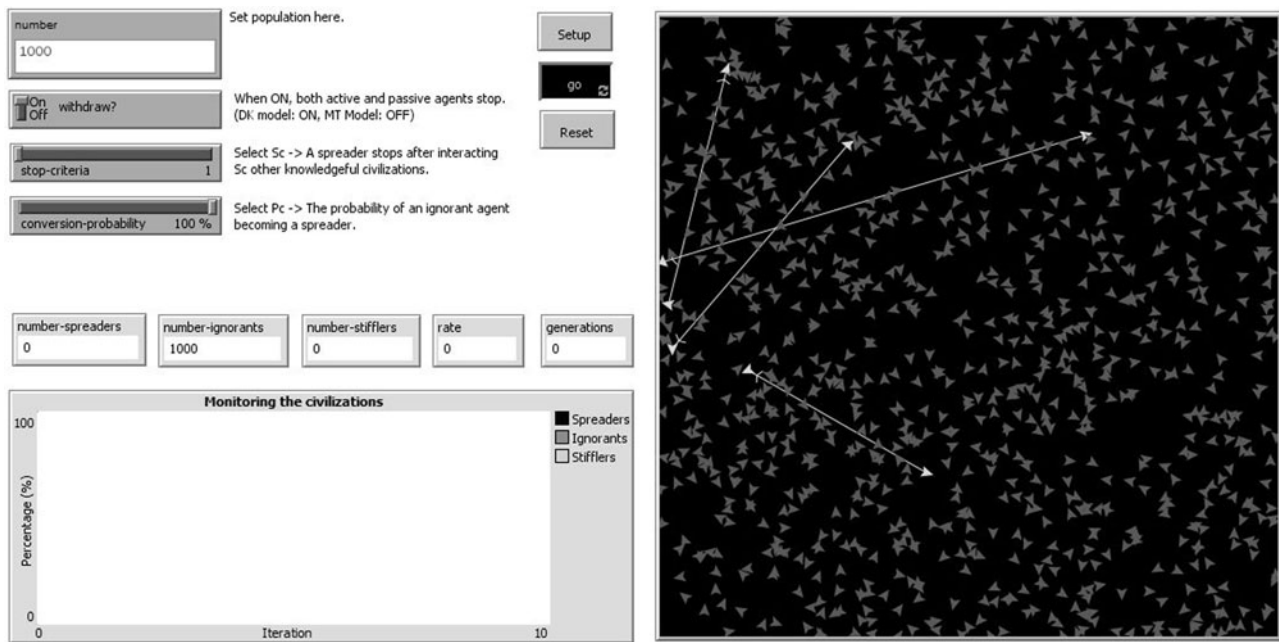 number
Set population here.
1000
Setup
On
Off
withdraw?
When ON, both active and passive agents stop.
(DK model: ON, MT Model: OFF)
go
Reset
stop-criteria 1
Select Sc -> A spreader stops after interacting
Sc other knowledgeful civilizations.
conversion-probability 100 %
Select Pc -> The probability of an ignorant agent
becoming a spreader.
number-spreaders
0
number-ignorants
1000
number-stifflers
0
rate
0
generations
0
Monitoring the civilizations
100
Percentage (%)
0
0
Iteration
10
Spreaders
Ignorants
Stifflers